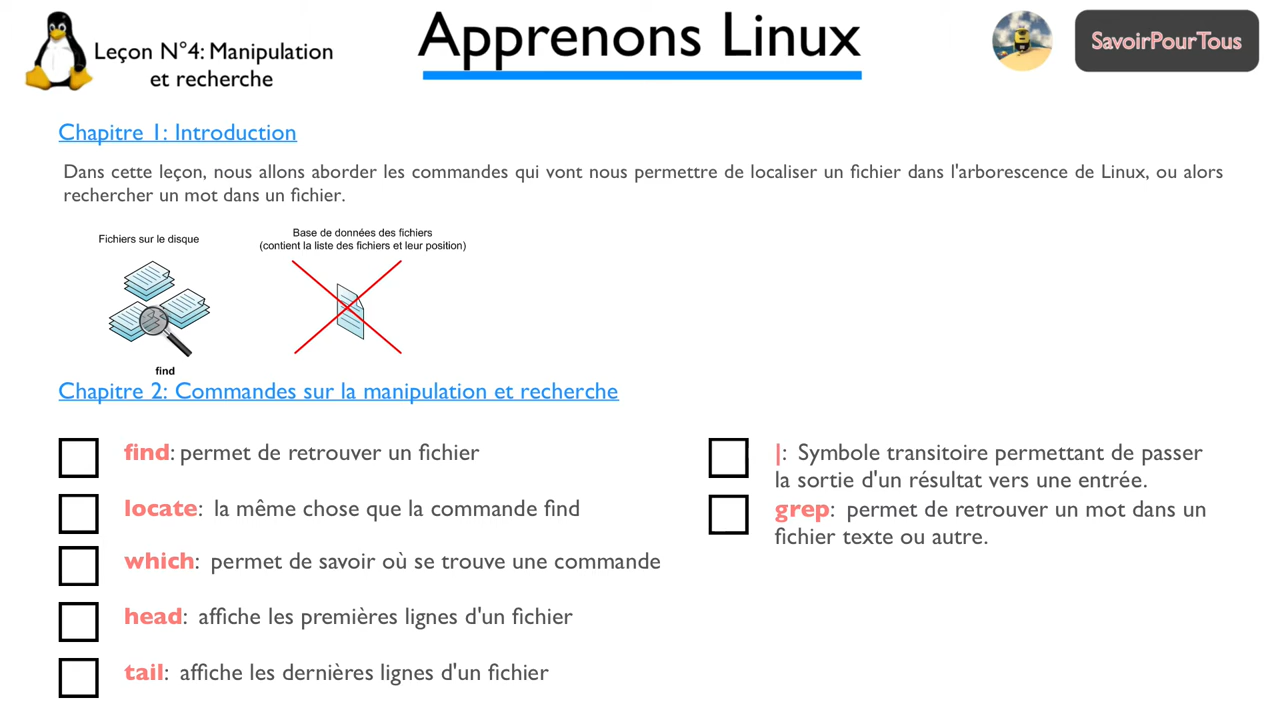 Leçon N°4: Manipulation
et recherche
Apprenons Linux
SavoirPourTous
Chapitre 1: Introduction
Dans cette leçon, nous allons aborder les commandes qui vont nous permettre de localiser un fichier dans l'arborescence de Linux, ou alors
rechercher un mot dans un fichier.
Fichiers sur le disque
Base de données des fichiers
(contient la liste des fichiers et leur position)
find
Chapitre 2: Commandes sur la manipulation et recherche
find: permet de retrouver un fichier
locate: la même chose que la commande find
which: permet de savoir où se trouve une commande
head: affiche les premières lignes d'un fichier
tail: affiche les dernières lignes d'un fichier
|: Symbole transitoire permettant de passer
la sortie d'un résultat vers une entrée.
grep: permet de retrouver un mot dans un
fichier texte ou autre.